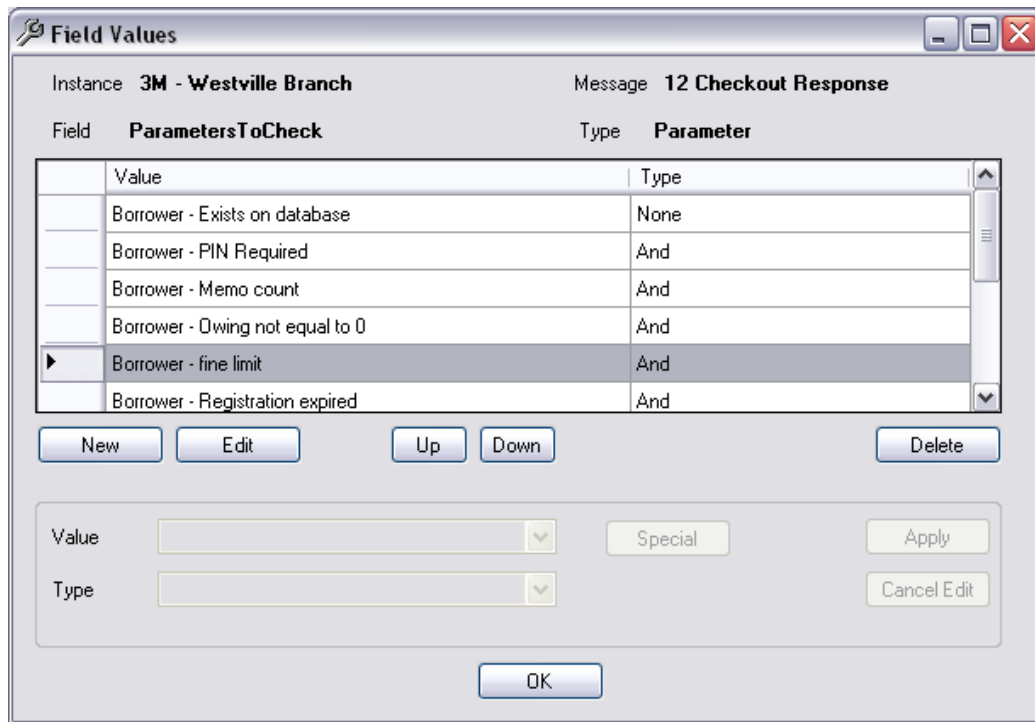 Field Values
Instance 3M - Westville Branch Message 12 Checkout Response
Field ParametersToCheck Type Parameter
Value Type
Borrower - Exists on database None
Borrower - PIN Required And
Borrower - Memo count And
Borrower - Owing not equal to 0 And
Borrower - fine limit And
Borrower - Registration expired And
New Edit Up Down Delete
Value Special Apply
Type Cancel Edit
OK